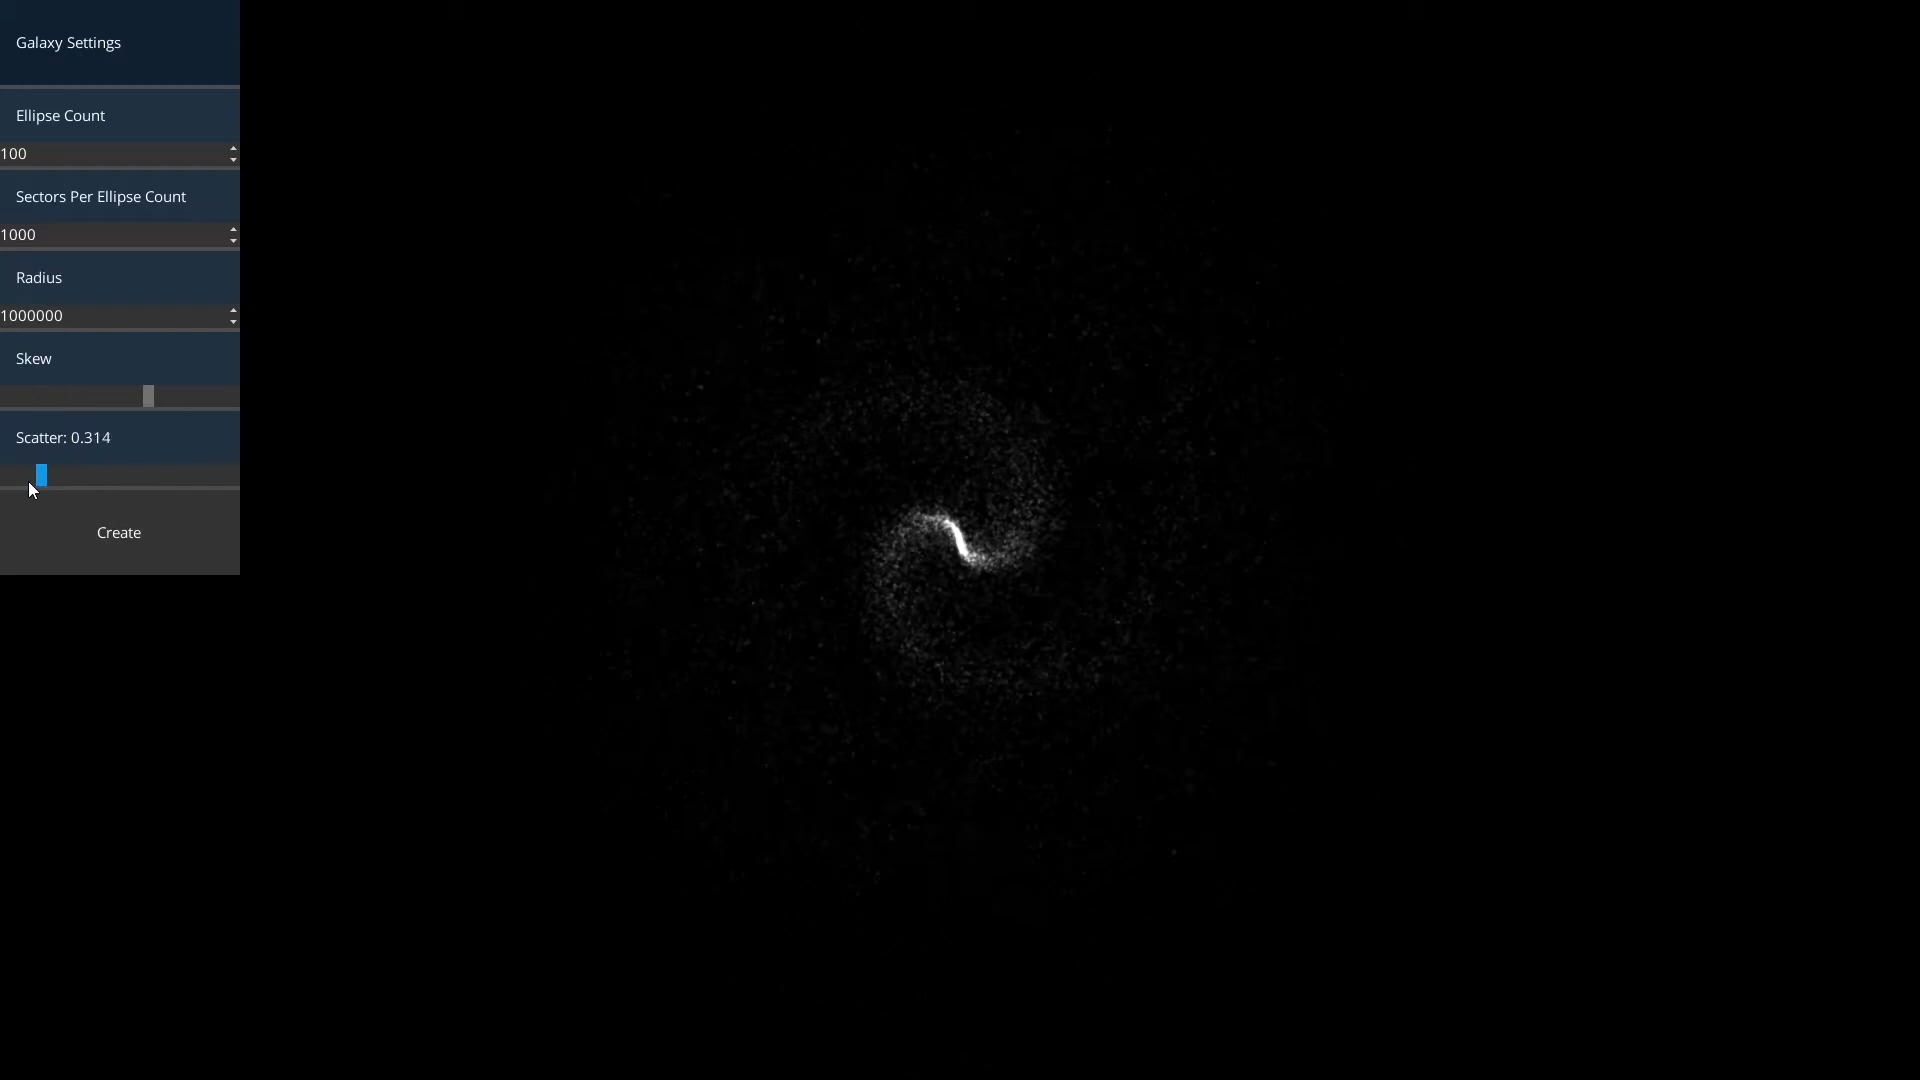 Galaxy Settings
Ellipse Count
100
Sectors Per Ellipse Count
1000
Radius
1000000
Skew
Scatter: 0.314
Create